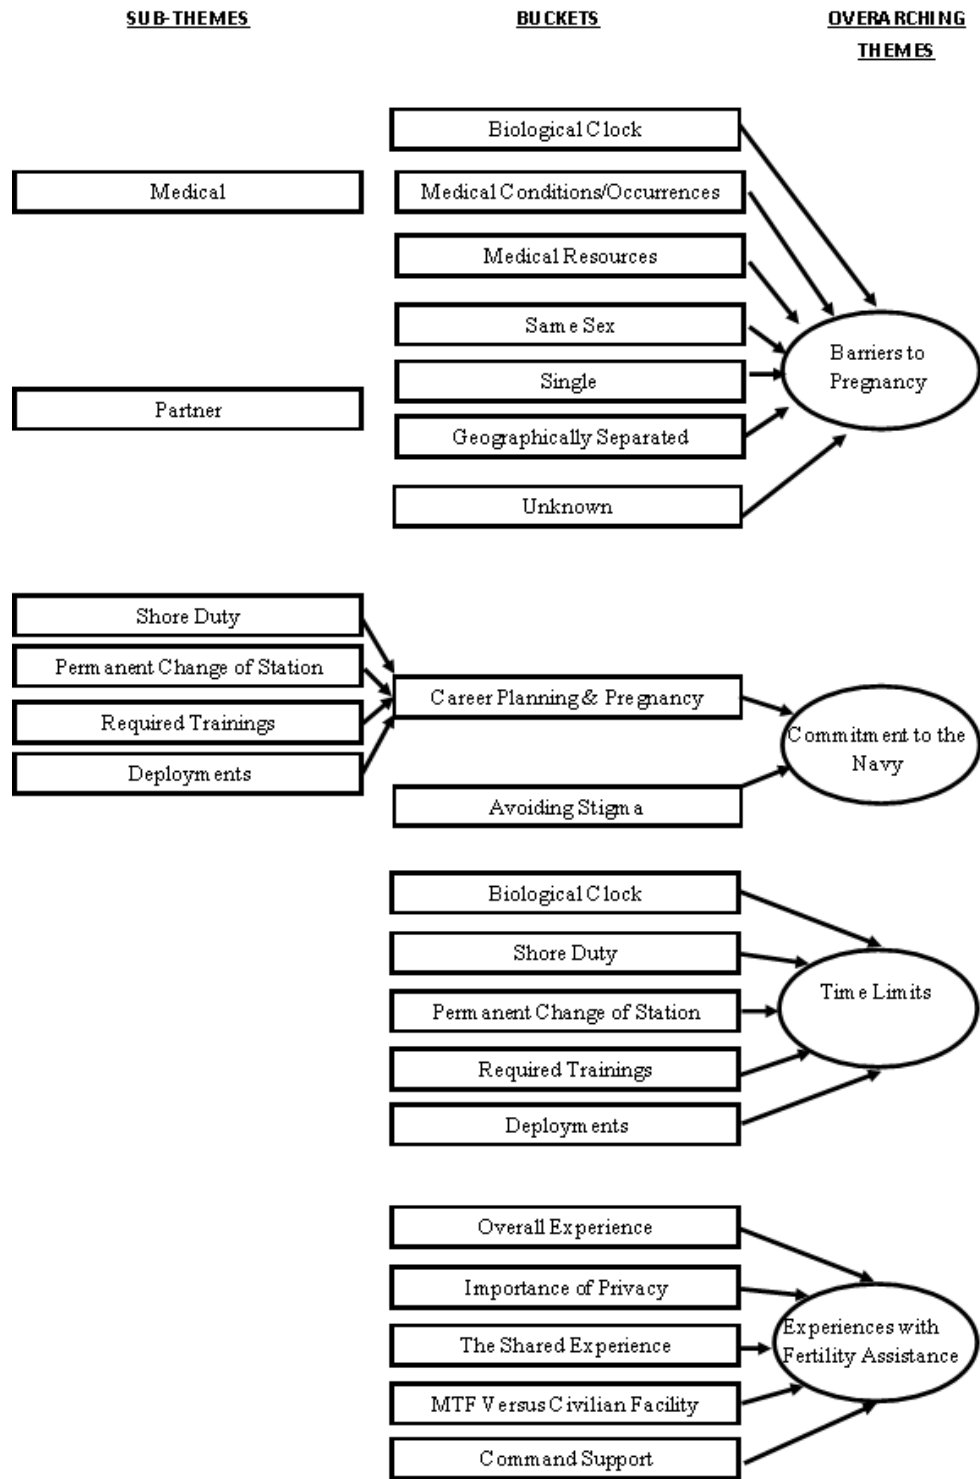 SUB-THEMES
BUCKETS
OVERARCHING
THEMES
Biological Clock
Medical
Medical Conditions/Occurrences
Medical Resources
Same Sex
Barriers to
Pregnancy
Single
Partner
Geographically Separated
Unknown
Shore Duty
Permanent Change of Station
Required Trainings
Deployments
Career Planning & Pregnancy
Avoiding Stigma
Commitment to the
Navy
Biological Clock
Shore Duty
Permanent Change of Station
Required Trainings
Deployments
Time Limits
Overall Experience
Importance of Privacy
The Shared Experience
MTF Versus Civilian Facility
Command Support
Experiences with
Fertility Assistance